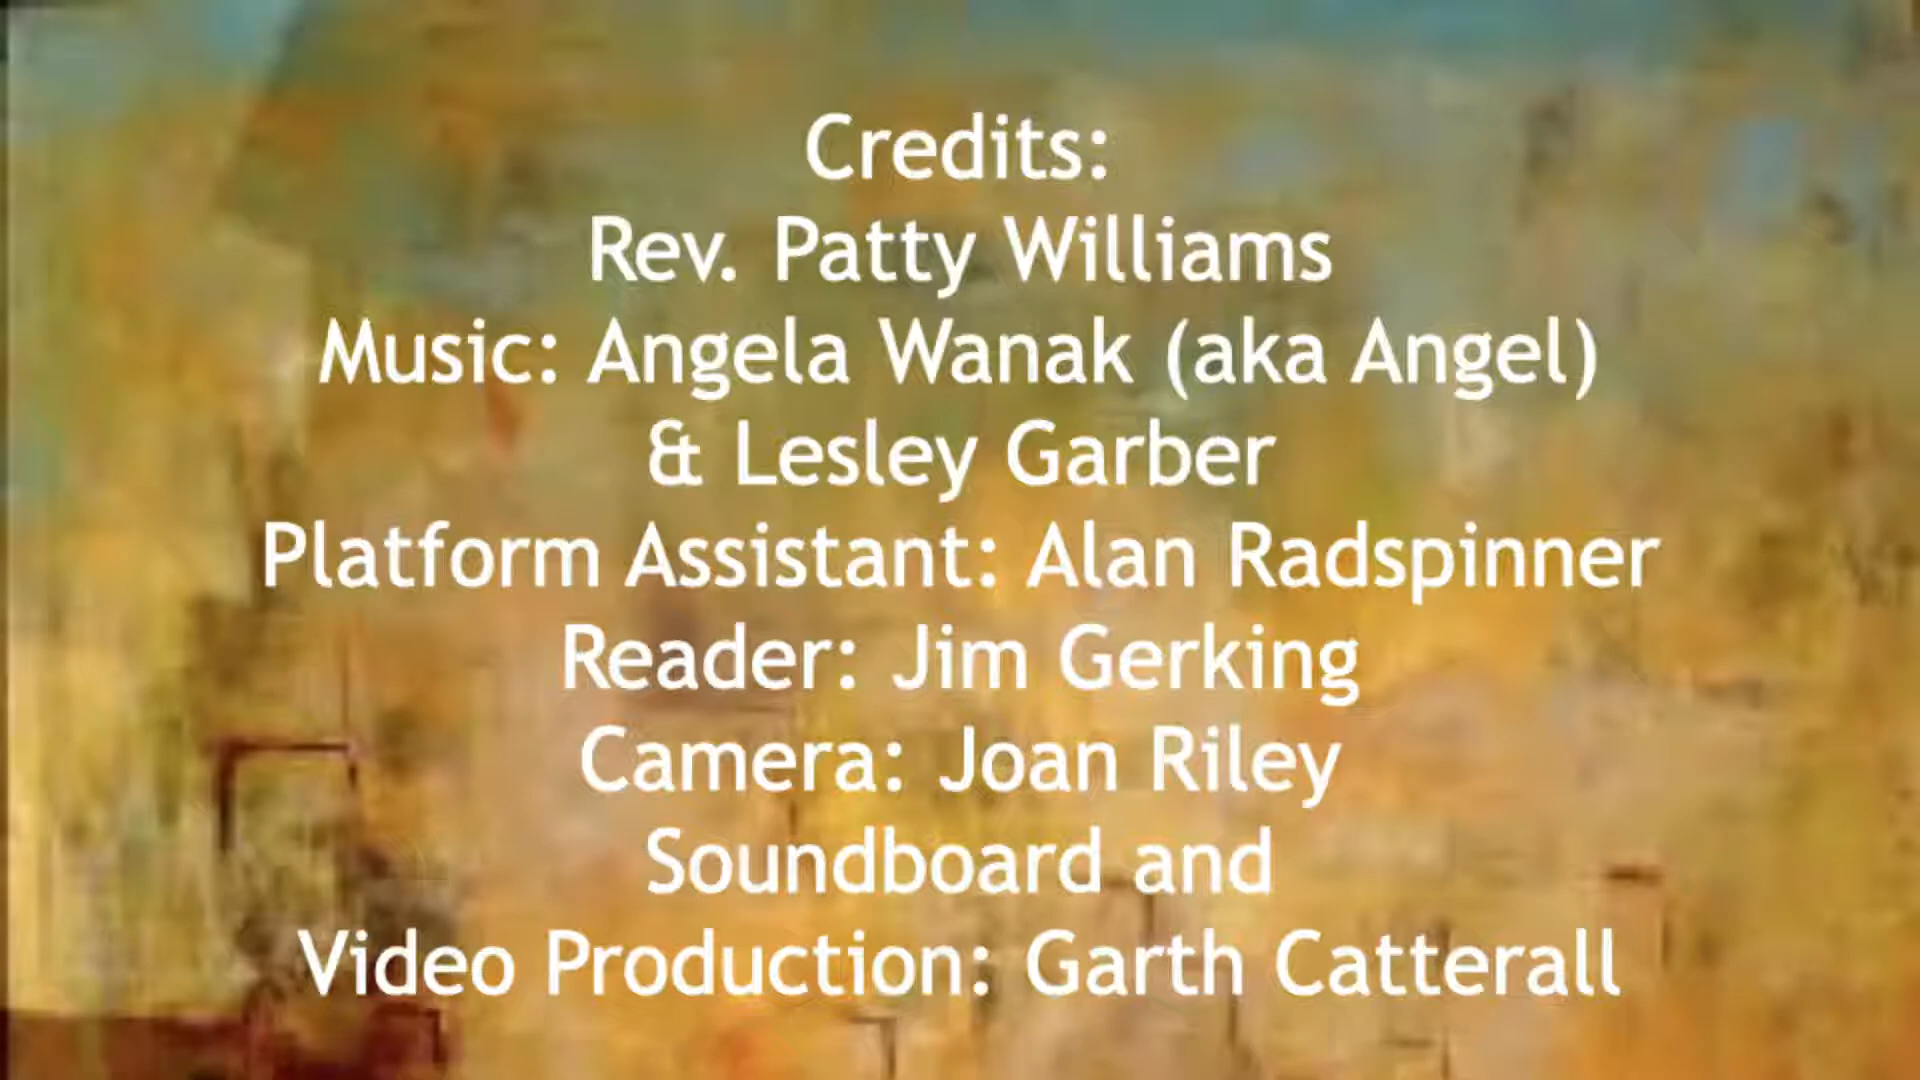 Credits:
Rev. Patty Williams
Music: Angela Wanak (aka Angel)
& Lesley Garber
Platform Assistant: Alan Radspinner
Reader: Jim Gerking
Camera: Joan Riley
Soundboard and
Video Production: Garth Catterall